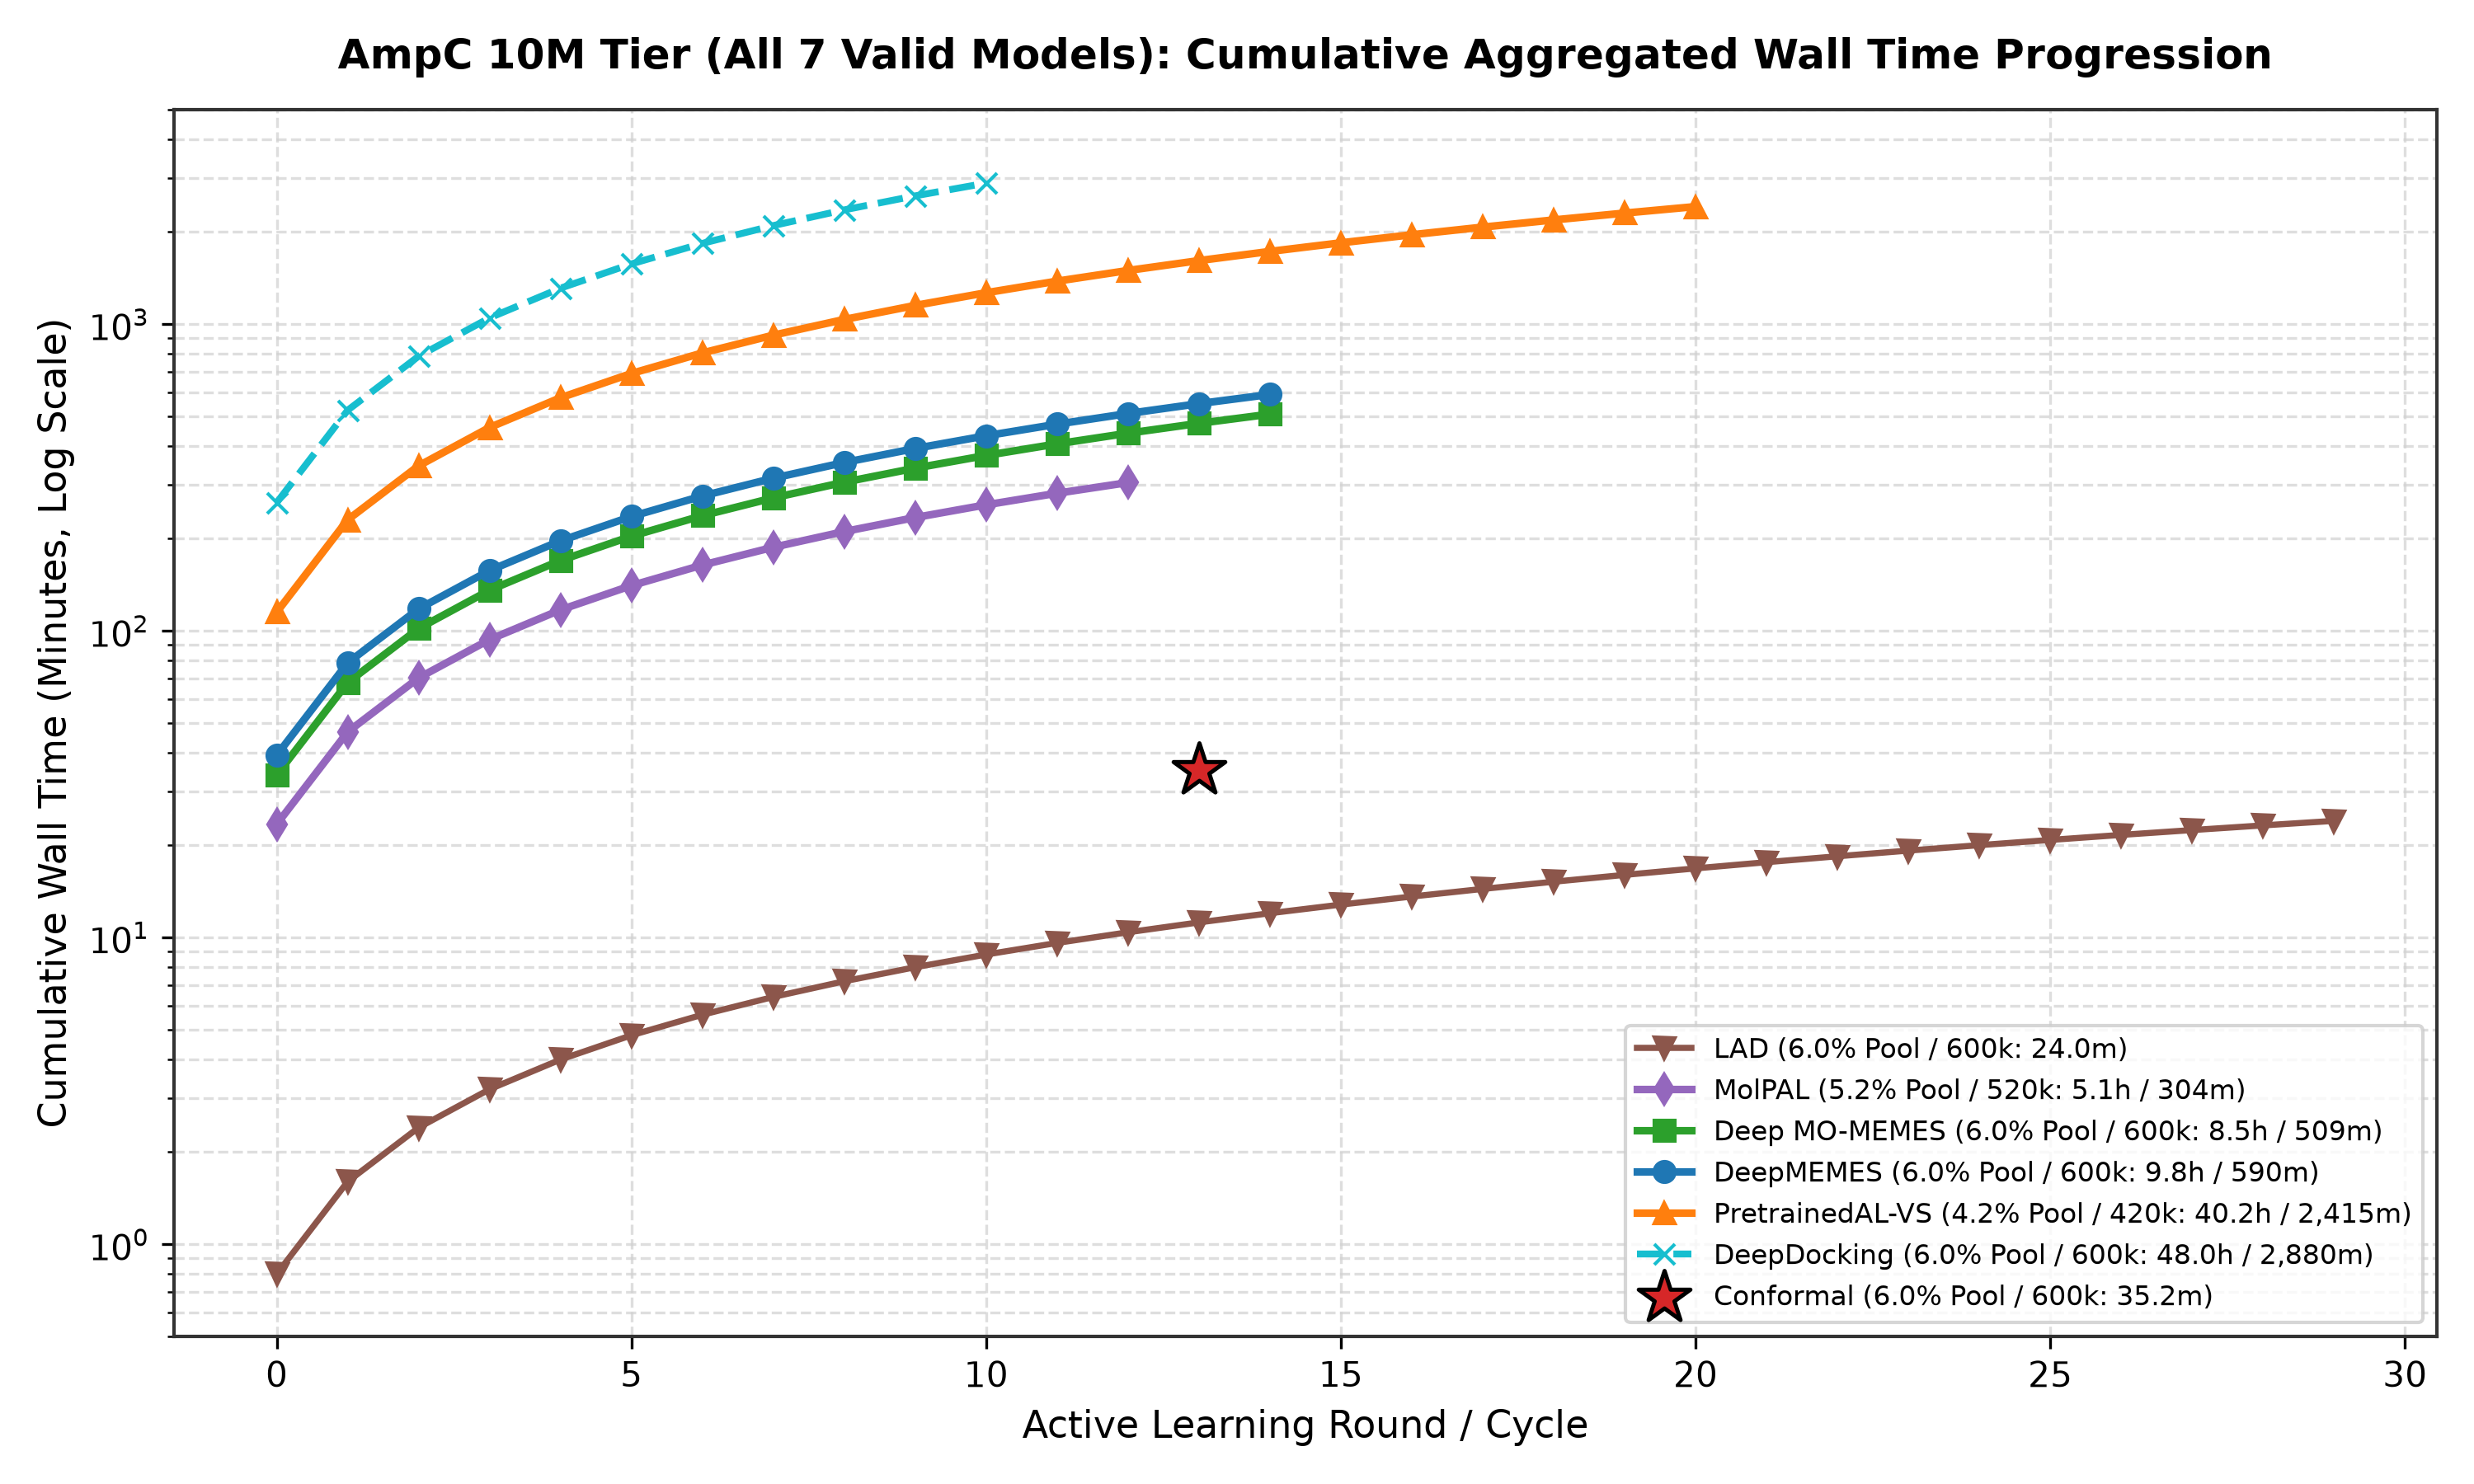 AmpC 10M Tier (All 7 Valid Models): Cumulative Aggregated Wall Time Progression
Cumulative Wall Time (Minutes, Log Scale)
10³
10²
10¹
10⁰
0 5 10 15 20 25 30
Active Learning Round / Cycle
LAD (6.0% Pool / 600k: 24.0m)
MolPAL (5.2% Pool / 520k: 5.1h / 304m)
Deep MO-MEMES (6.0% Pool / 600k: 8.5h / 509m)
DeepMEMES (6.0% Pool / 600k: 9.8h / 590m)
PretrainedAL-VS (4.2% Pool / 420k: 40.2h / 2,415m)
DeepDocking (6.0% Pool / 600k: 48.0h / 2,880m)
Conformal (6.0% Pool / 600k: 35.2m)